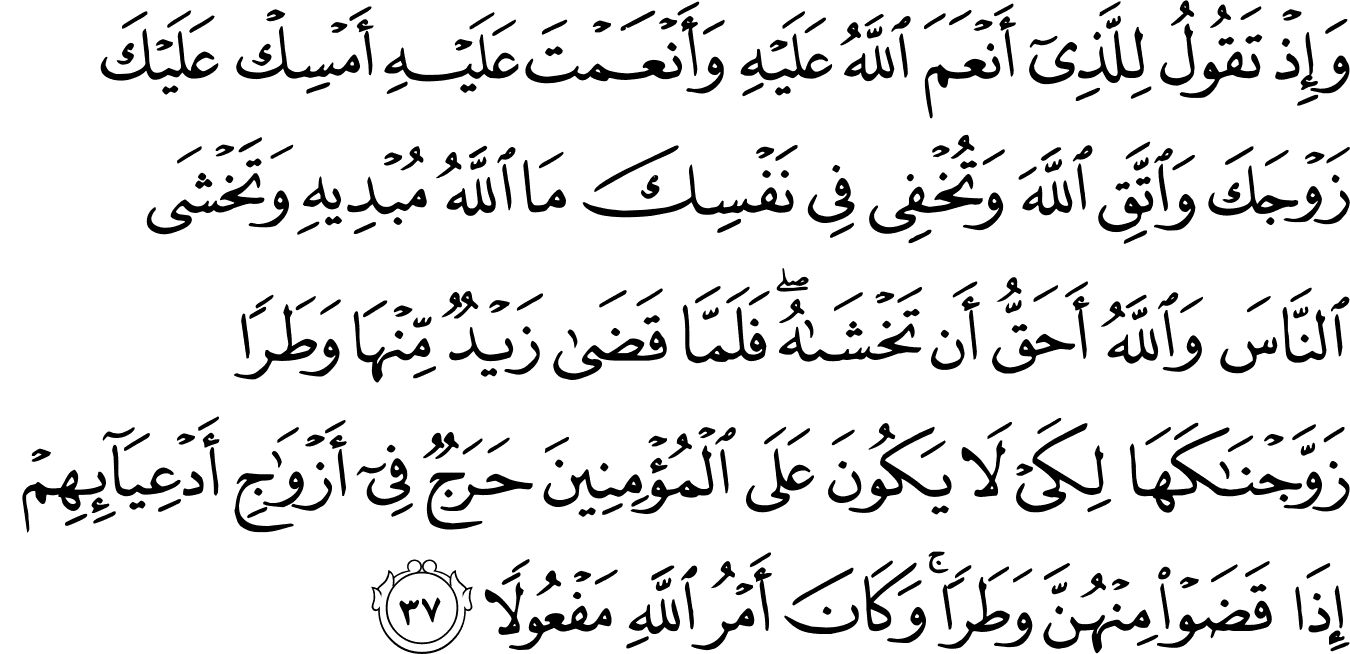 وَإِذۡ تَقُولُ لِلَّذِىٓ أَنۡعَمَ ٱللَّهُ عَلَيۡهِ وَأَنۡعَمۡتَ عَلَيۡهِ أَمۡسِكۡ عَلَيۡكَ
زَوۡجَكَ وَٱتَّقِ ٱللَّهَ وَتُخۡفِى فِى نَفۡسِكَ مَا ٱللَّهُ مُبۡدِيهِ وَتَخۡشَى
ٱلنَّاسَ وَٱللَّهُ أَحَقُّ أَن تَخۡشَىٰهُۖ فَلَمَّا قَضَىٰ زَيۡدٌ مِّنۡهَا وَطَرًا
زَوَّجۡنَٰكَهَا لِكَىۡ لَا يَكُونَ عَلَى ٱلۡمُؤۡمِنِينَ حَرَجٌ فِىٓ أَزۡوَٰجِ أَدۡعِيَآئِهِمۡ
إِذَا قَضَوۡاْ مِنۡهُنَّ وَطَرًاۚ وَكَانَ أَمۡرُ ٱللَّهِ مَفۡعُولًا ٣٧